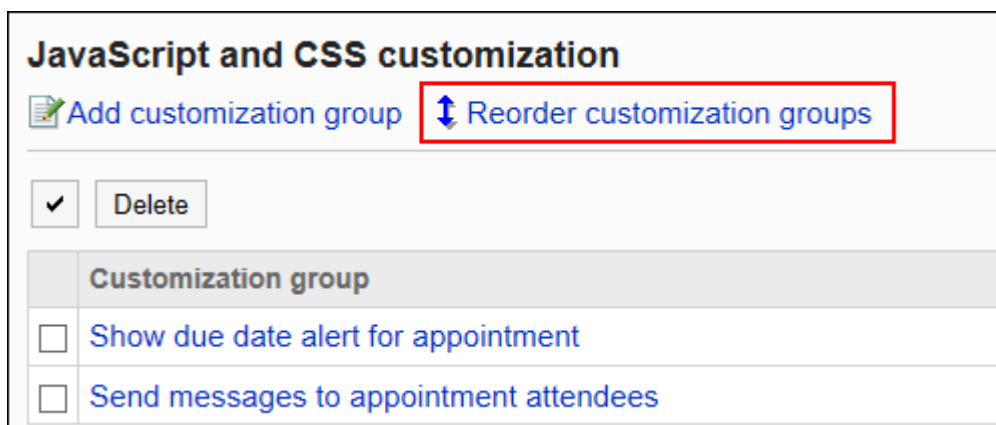 JavaScript and CSS customization
Add customization group Reorder customization groups
Delete
Customization group
Show due date alert for appointment
Send messages to appointment attendees